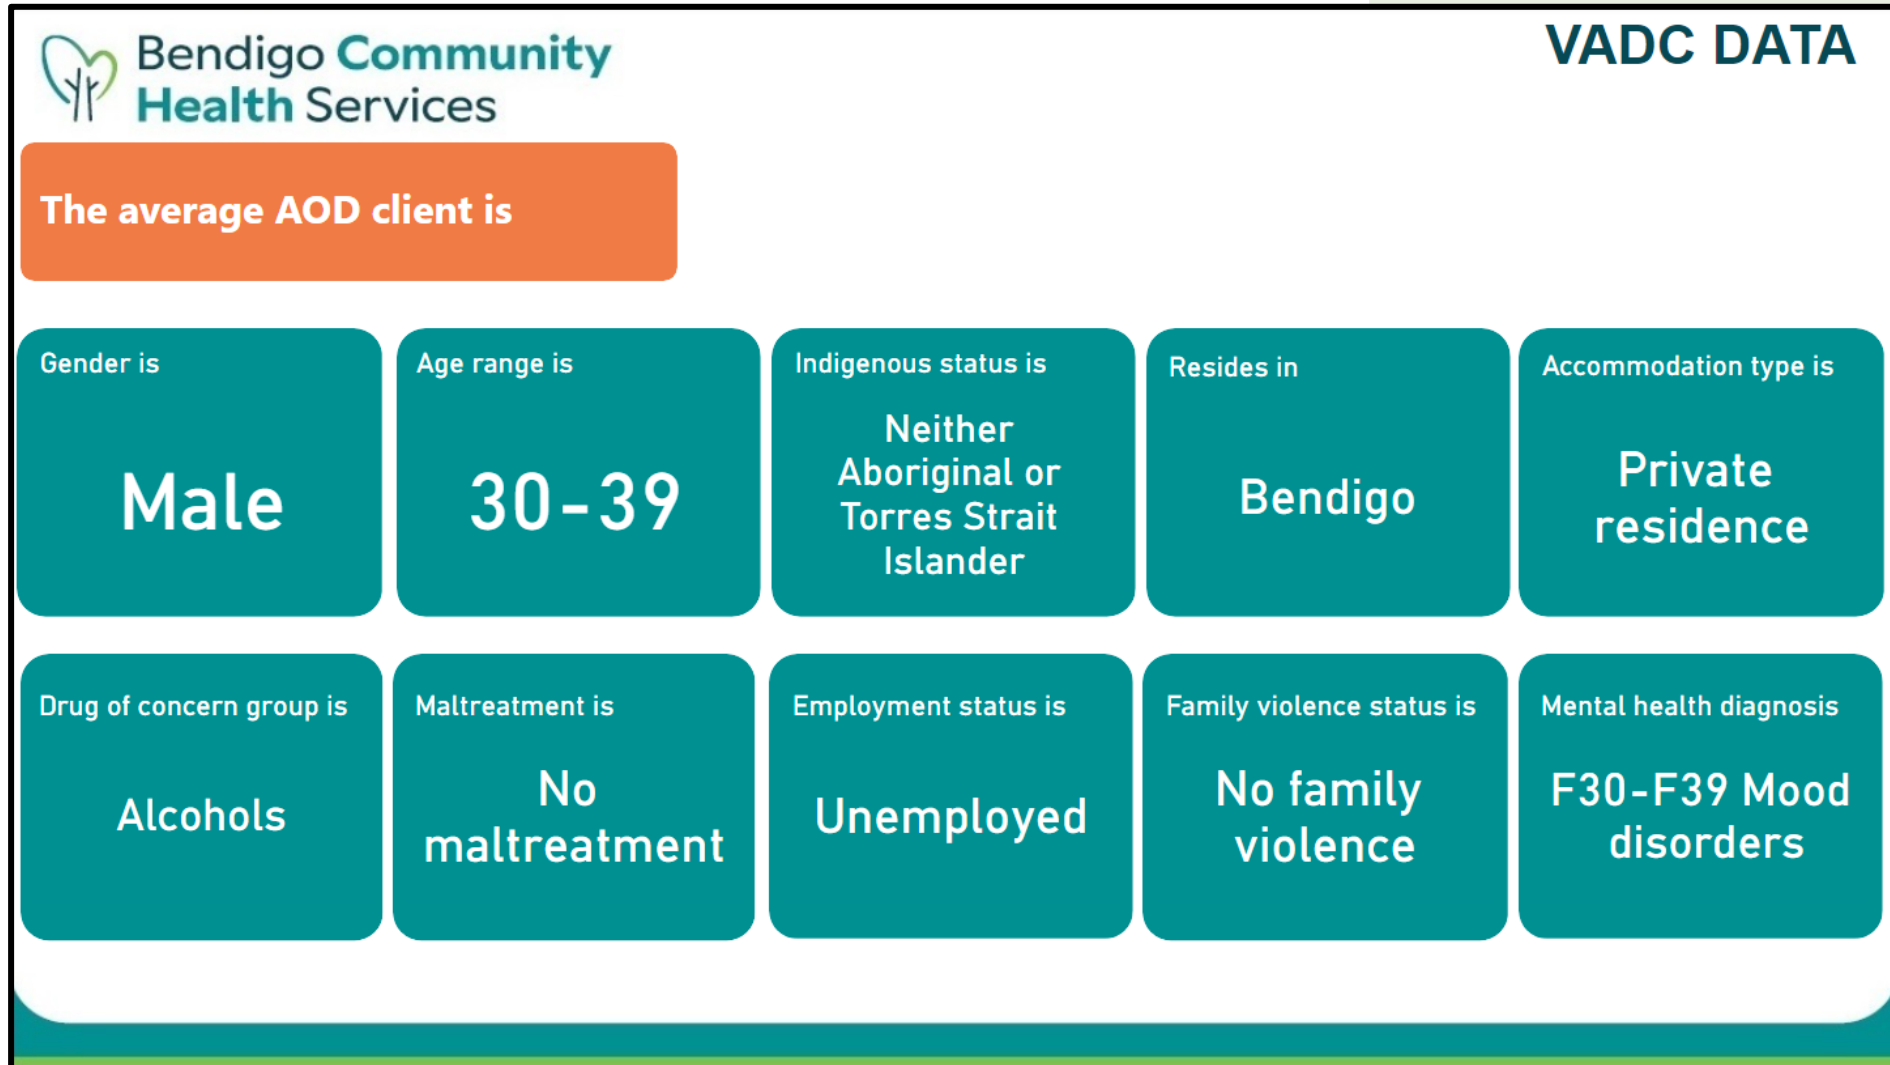 Bendigo Community
Health Services
VADC DATA
The average AOD client is
Gender is
Male
Age range is
30-39
Indigenous status is
Neither
Aboriginal or
Torres Strait
Islander
Resides in
Bendigo
Accommodation type is
Private
residence
Drug of concern group is
Alcohols
Maltreatment is
No
maltreatment
Employment status is
Unemployed
Family violence status is
No family
violence
Mental health diagnosis
F30-F39 Mood
disorders